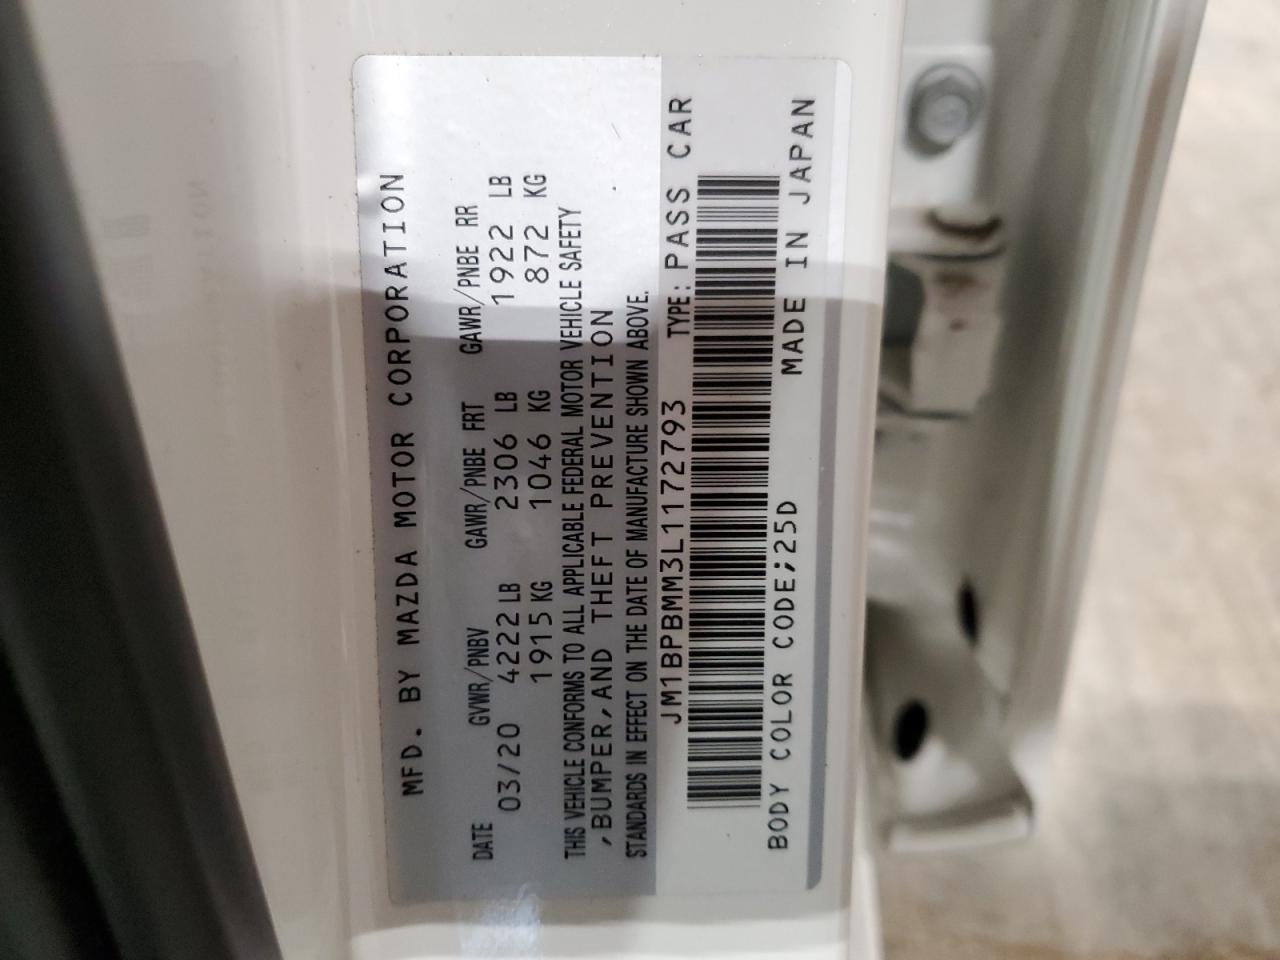 MFD. BY MAZDA MOTOR CORPORATION
DATE GVWR/PNBV GAWR/PNBE FRT GAWR/PNBE RR
03/20 4222 LB 2306 LB 1922 LB
1915 KG 1046 KG 872 KG
THIS VEHICLE CONFORMS TO ALL APPLICABLE FEDERAL MOTOR VEHICLE SAFETY
,BUMPER,AND THEFT PREVENTION
STANDARDS IN EFFECT ON THE DATE OF MANUFACTURE SHOWN ABOVE.
JM1BPBMM3L1172793 TYPE: PASS CAR
BODY COLOR CODE;25D MADE IN JAPAN